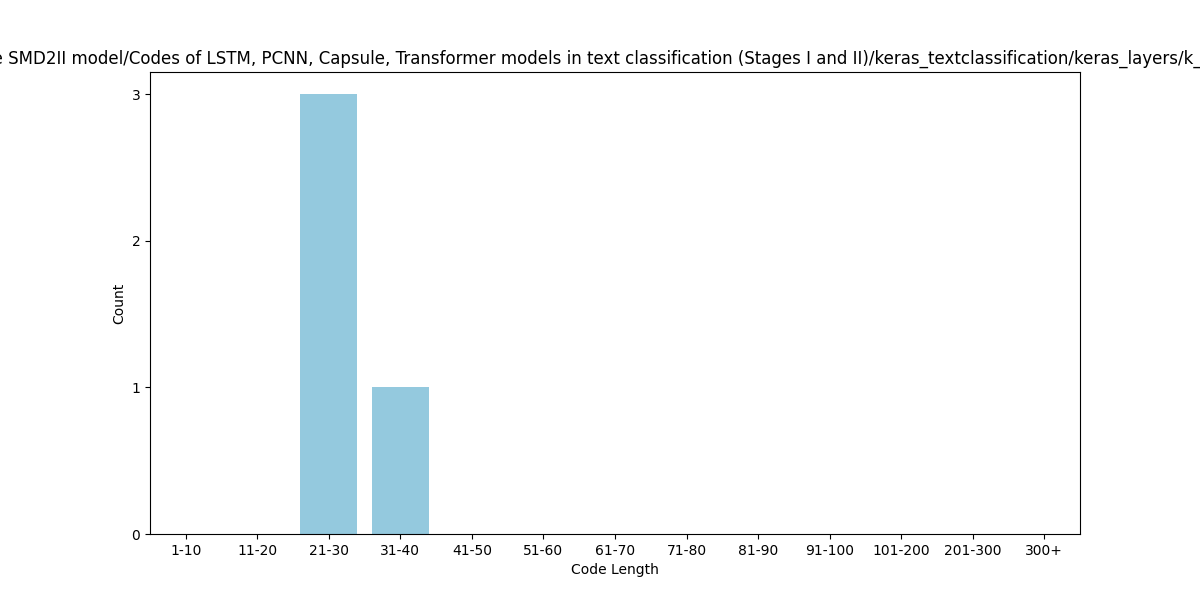 SMD2II model/Codes of LSTM, PCNN, Capsule, Transformer models in text classification (Stages I and II)/keras_textclassification/keras_layers/k_
3
2
1
0
Count
1-10 11-20 21-30 31-40 41-50 51-60 61-70 71-80 81-90 91-100 101-200 201-300 300+
Code Length